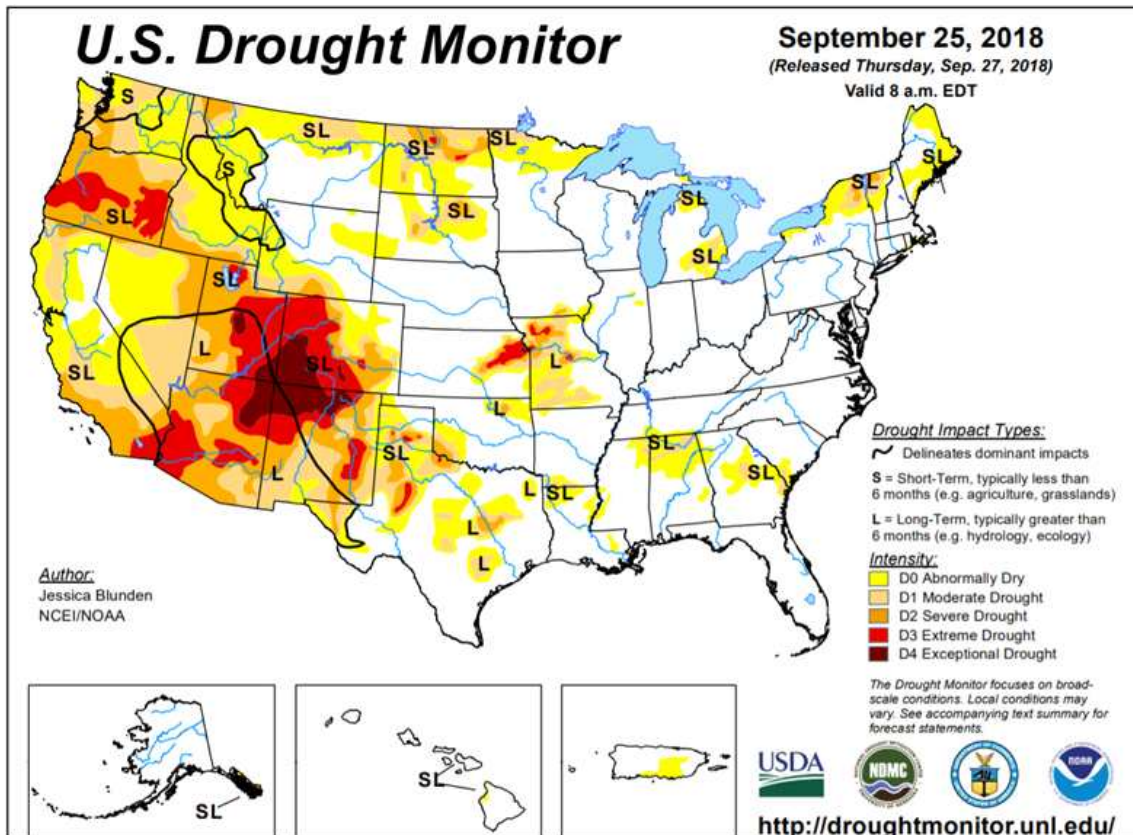 U.S. Drought Monitor
September 25, 2018
(Released Thursday, Sep. 27, 2018)
Valid 8 a.m. EDT
S
SL
SL
SL
SL
S
SL
SL
SL
SL
SL
SL
L
SL
L
SL
L
SL
SL
L
SL
L
SL
L
L
Drought Impact Types:
Delineates dominant impacts
S = Short-Term, typically less than
6 months (e.g. agriculture, grasslands)
L = Long-Term, typically greater than
6 months (e.g. hydrology, ecology)
Intensity:
D0 Abnormally Dry
D1 Moderate Drought
D2 Severe Drought
D3 Extreme Drought
D4 Exceptional Drought
Author:
Jessica Blunden
NCEI/NOAA
The Drought Monitor focuses on broad-
scale conditions. Local conditions may
vary. See accompanying text summary for
forecast statements.
SL
SL
USDA
NDMC
NOAA
http://droughtmonitor.unl.edu/